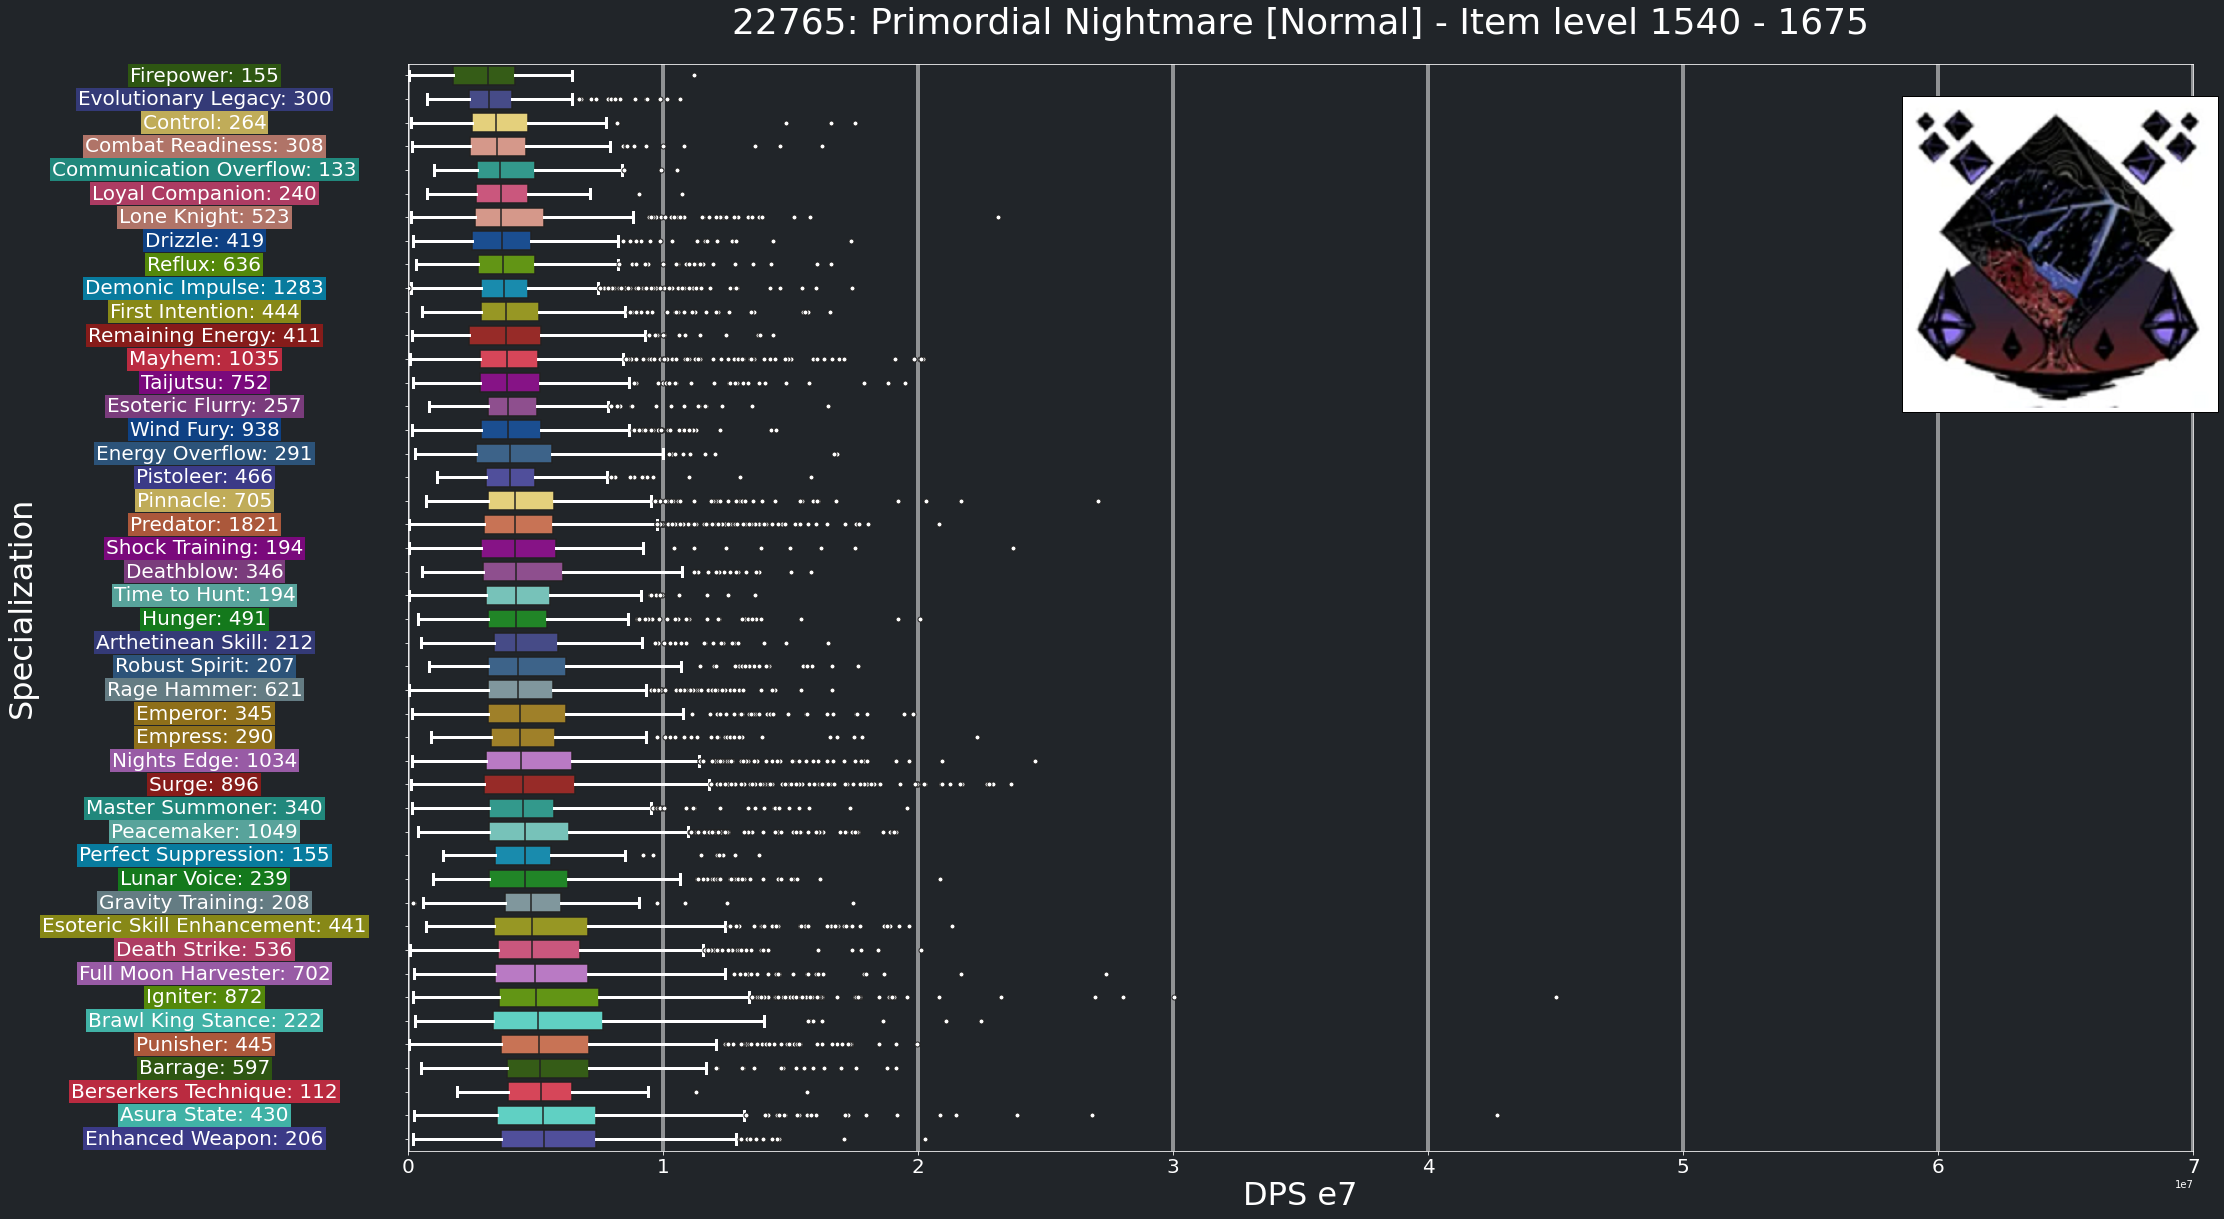 22765: Primordial Nightmare [Normal] - Item level 1540 - 1675
Firepower: 155
Evolutionary Legacy: 300
Control: 264
Combat Readiness: 308
Communication Overflow: 133
Loyal Companion: 240
Lone Knight: 523
Drizzle: 419
Reflux: 636
Demonic Impulse: 1283
First Intention: 444
Remaining Energy: 411
Mayhem: 1035
Taijutsu: 752
Esoteric Flurry: 257
Wind Fury: 938
Energy Overflow: 291
Pistoleer: 466
Pinnacle: 705
Predator: 1821
Shock Training: 194
Deathblow: 346
Time to Hunt: 194
Hunger: 491
Arthetinean Skill: 212
Robust Spirit: 207
Rage Hammer: 621
Emperor: 345
Empress: 290
Nights Edge: 1034
Surge: 896
Master Summoner: 340
Peacemaker: 1049
Perfect Suppression: 155
Lunar Voice: 239
Gravity Training: 208
Esoteric Skill Enhancement: 441
Death Strike: 536
Full Moon Harvester: 702
Igniter: 872
Brawl King Stance: 222
Punisher: 445
Barrage: 597
Berserkers Technique: 112
Asura State: 430
Enhanced Weapon: 206
Specialization
0 1 2 3 4 5 6 7
1e7
DPS e7